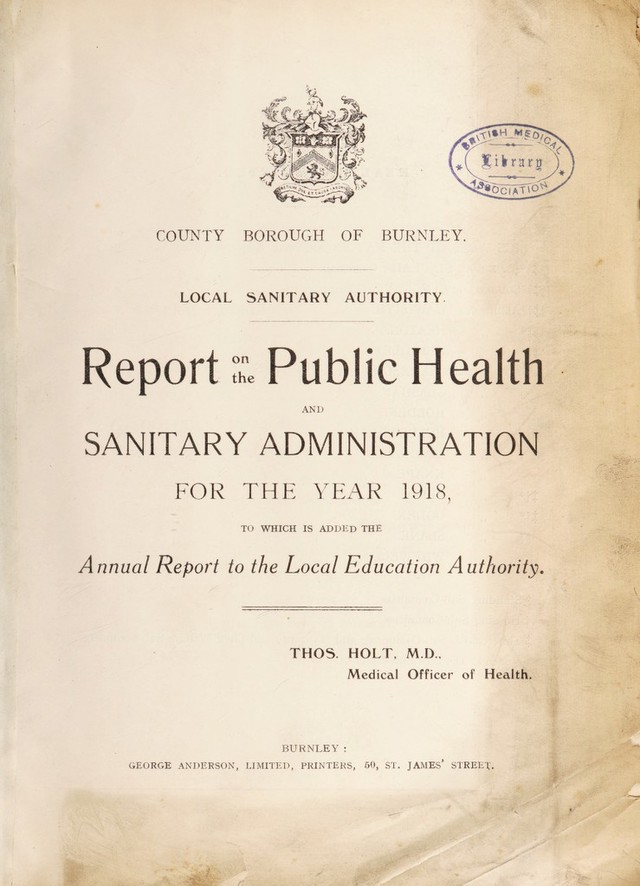 BRITISH MEDICAL
Library
ASSOCIATION
COUNTY BOROUGH OF BURNLEY.
LOCAL SANITARY AUTHORITY.
Report on the Public Health
AND
SANITARY ADMINISTRATION
FOR THE YEAR 1918,
TO WHICH IS ADDED THE
Annual Report to the Local Education Authority.
THOS. HOLT, M.D.,
Medical Officer of Health.
BURNLEY :
GEORGE ANDERSON, LIMITED, PRINTERS, 50, ST. JAMES' STREET.